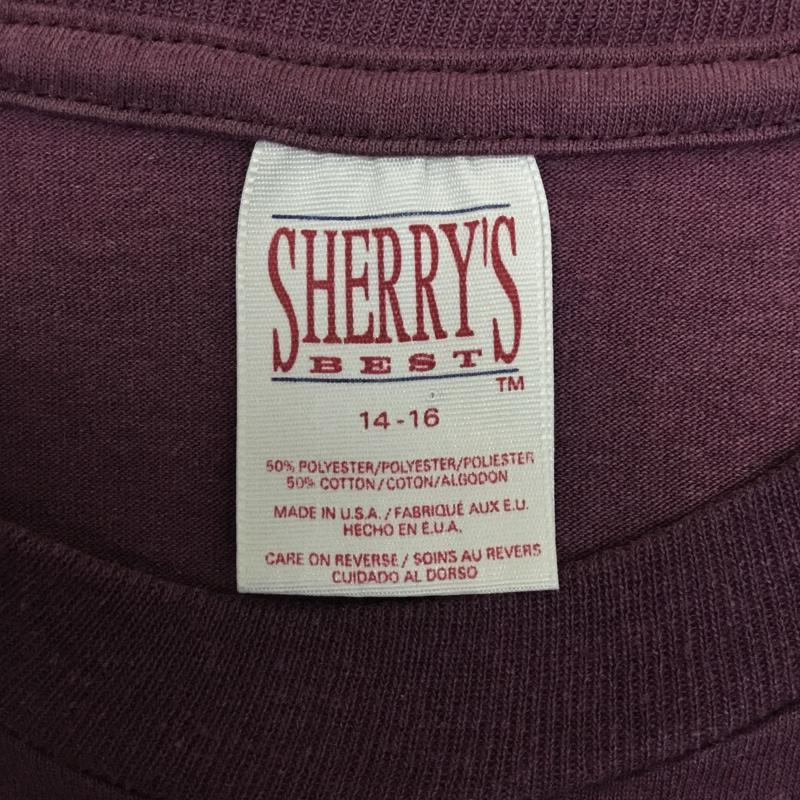 SHERRY'S
BEST
TM
14-16
50% POLYESTER/POLYESTER/POLIESTER
50% COTTON/COTON/ALGODON
MADE IN U.S.A./FABRIQUÉ AUX E.U.
HECHO EN E.U.A.
CARE ON REVERSE/SOINS AU REVERS
CUIDADO AL DORSO